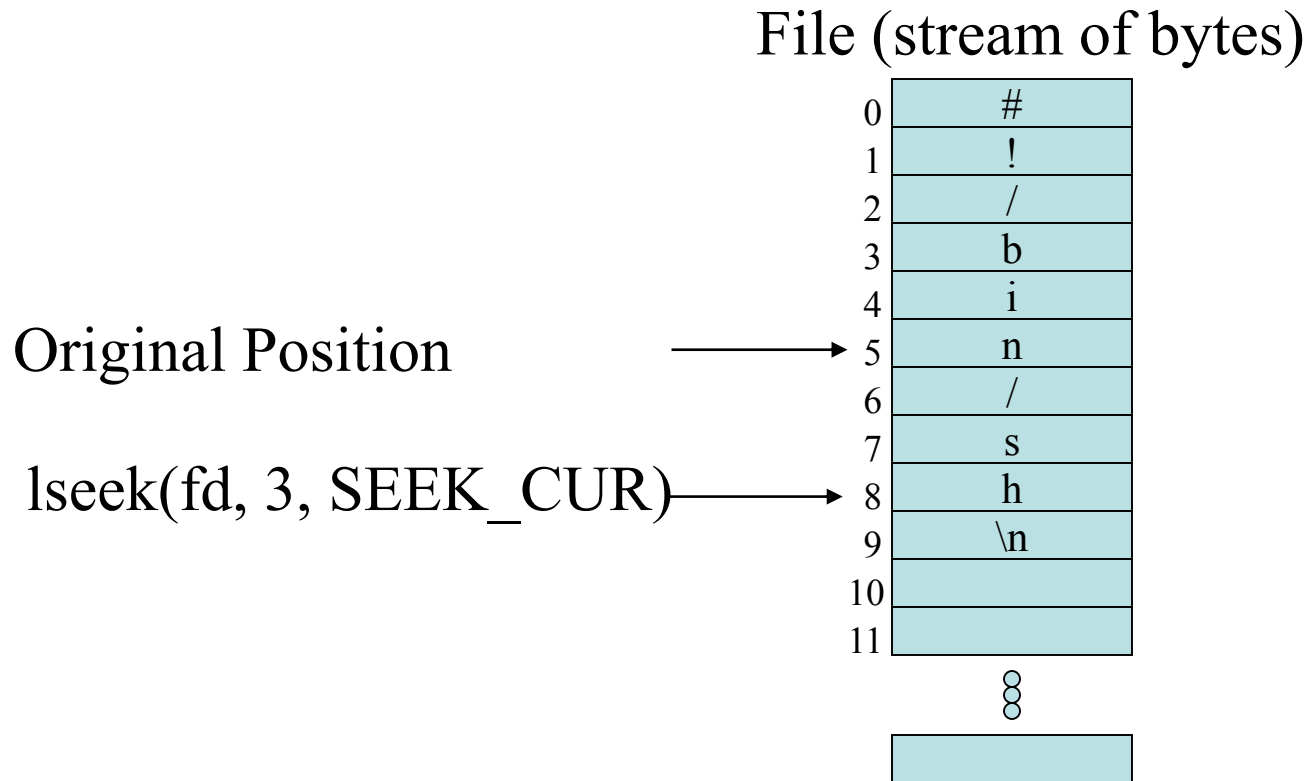 File (stream of bytes)
0 #
1 !
2 /
3 b
4 i
Original Position 5 n
6 /
7 s
lseek(fd, 3, SEEK_CUR) 8 h
9 \n
10
11